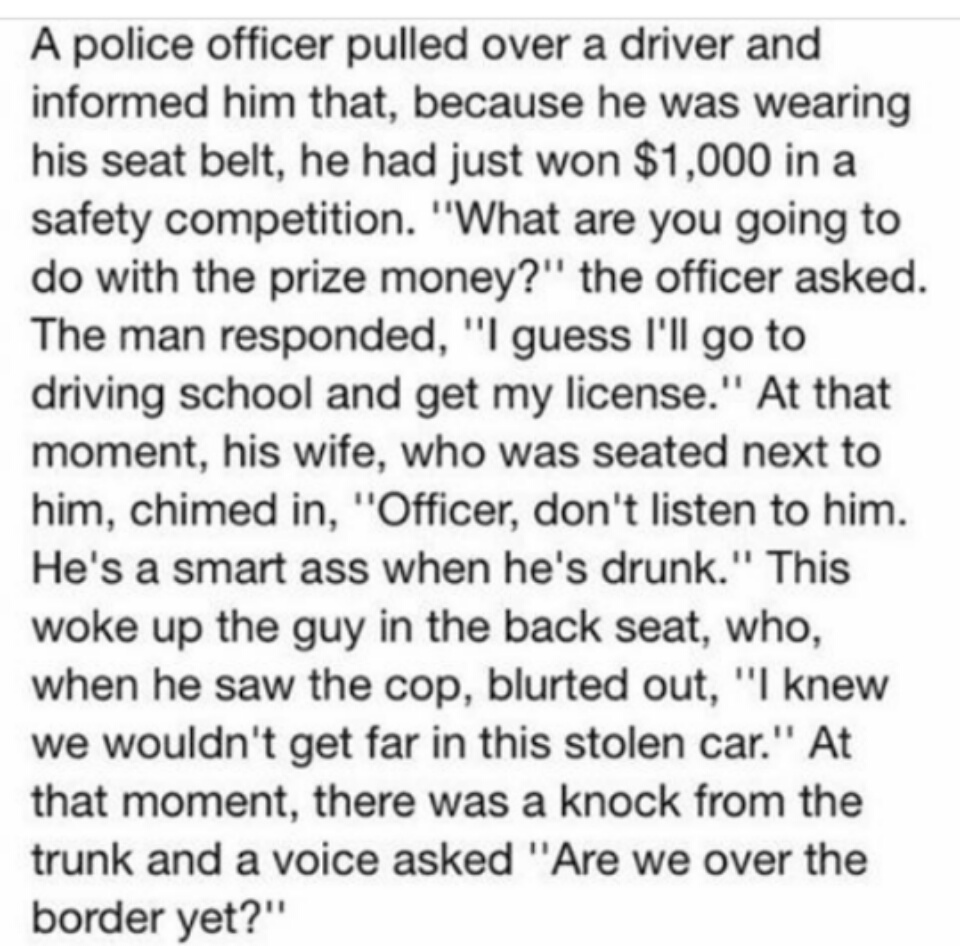 A police officer pulled over a driver and
informed him that, because he was wearing
his seat belt, he had just won $1,000 in a
safety competition. ''What are you going to
do with the prize money?'' the officer asked.
The man responded, ''I guess I'll go to
driving school and get my license.'' At that
moment, his wife, who was seated next to
him, chimed in, ''Officer, don't listen to him.
He's a smart ass when he's drunk.'' This
woke up the guy in the back seat, who,
when he saw the cop, blurted out, ''I knew
we wouldn't get far in this stolen car.'' At
that moment, there was a knock from the
trunk and a voice asked ''Are we over the
border yet?''